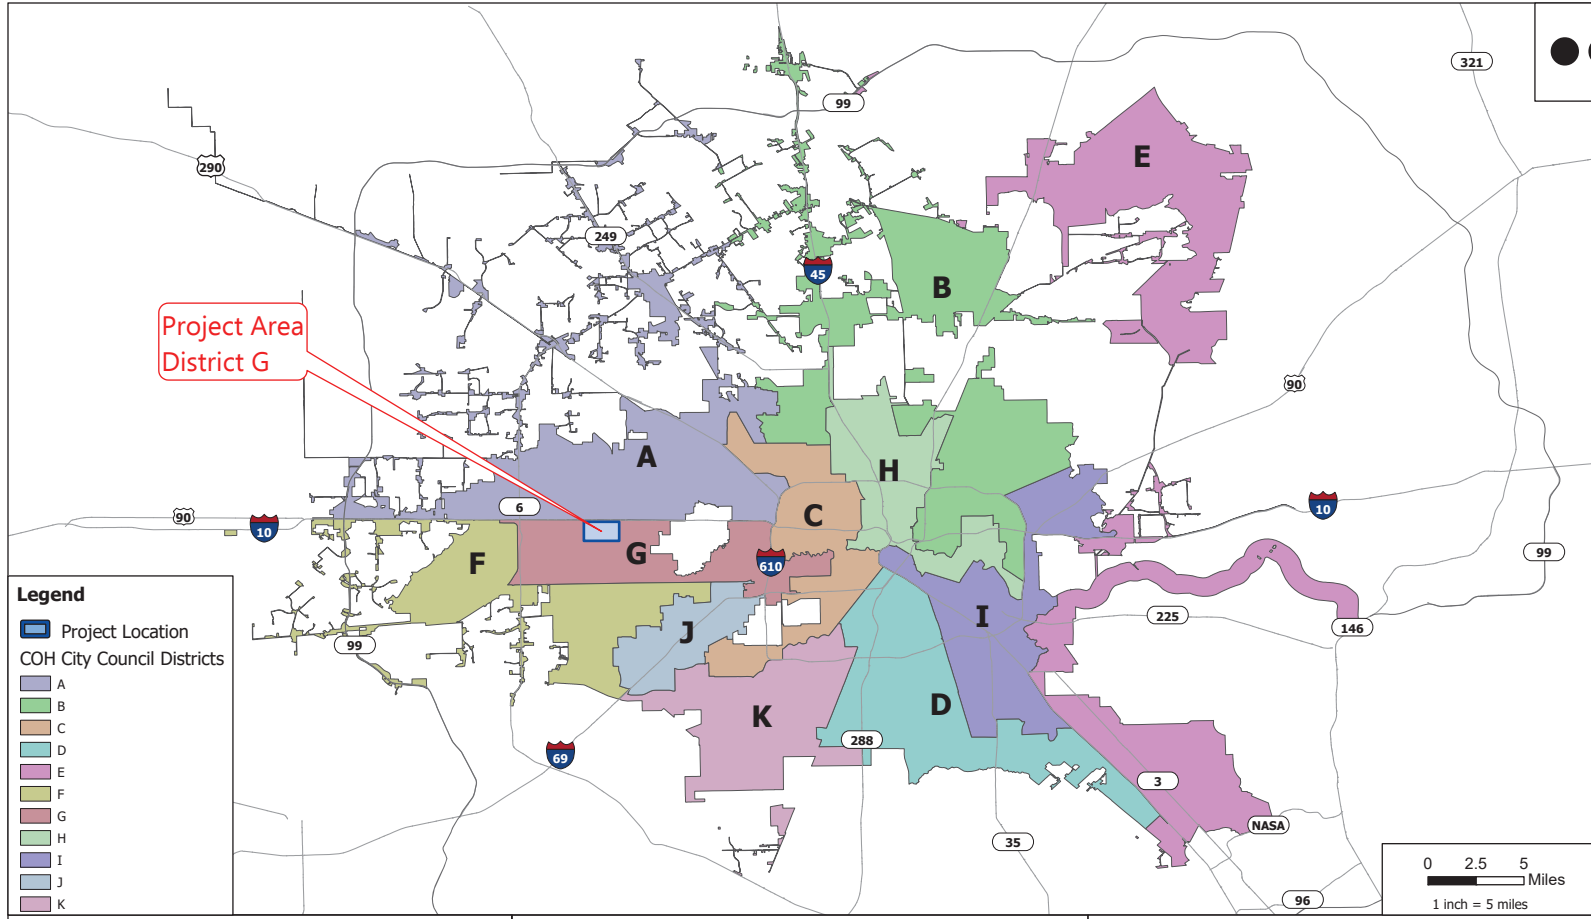 321
99
E
290
249
45
B
Project Area
District G
90
A
H
6
C
90
10
10
G
F
610
99
I
225
146
J
99
D
K
288
69
3
NASA
35
96
Legend
Project Location
COH City Council Districts
A
B
C
D
E
F
G
H
I
J
K
0 2.5 5
Miles
1 inch = 5 miles